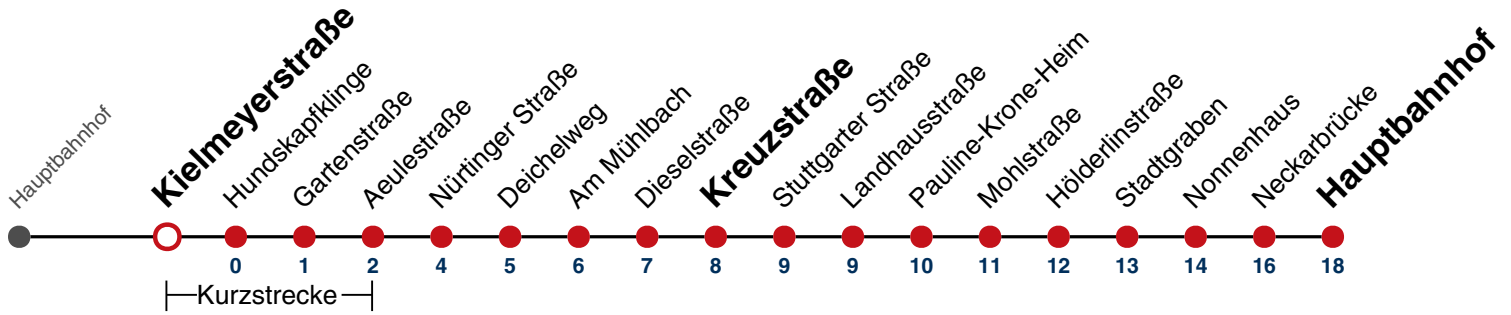 Hauptbahnhof
Kielmeyerstraße
Hundskapfklinge
Gartenstraße
Aeulestraße
Nürtinger Straße
Deichelweg
Am Mühlbach
Dieselstraße
Kreuzstraße
Stuttgarter Straße
Landhausstraße
Pauline-Krone-Heim
Mohlstraße
Hölderlinstraße
Stadtgraben
Nonnenhaus
Neckarbrücke
Hauptbahnhof
0 1 2 4 5 6 7 8 9 9 10 11 12 13 14 16 18
Kurzstrecke